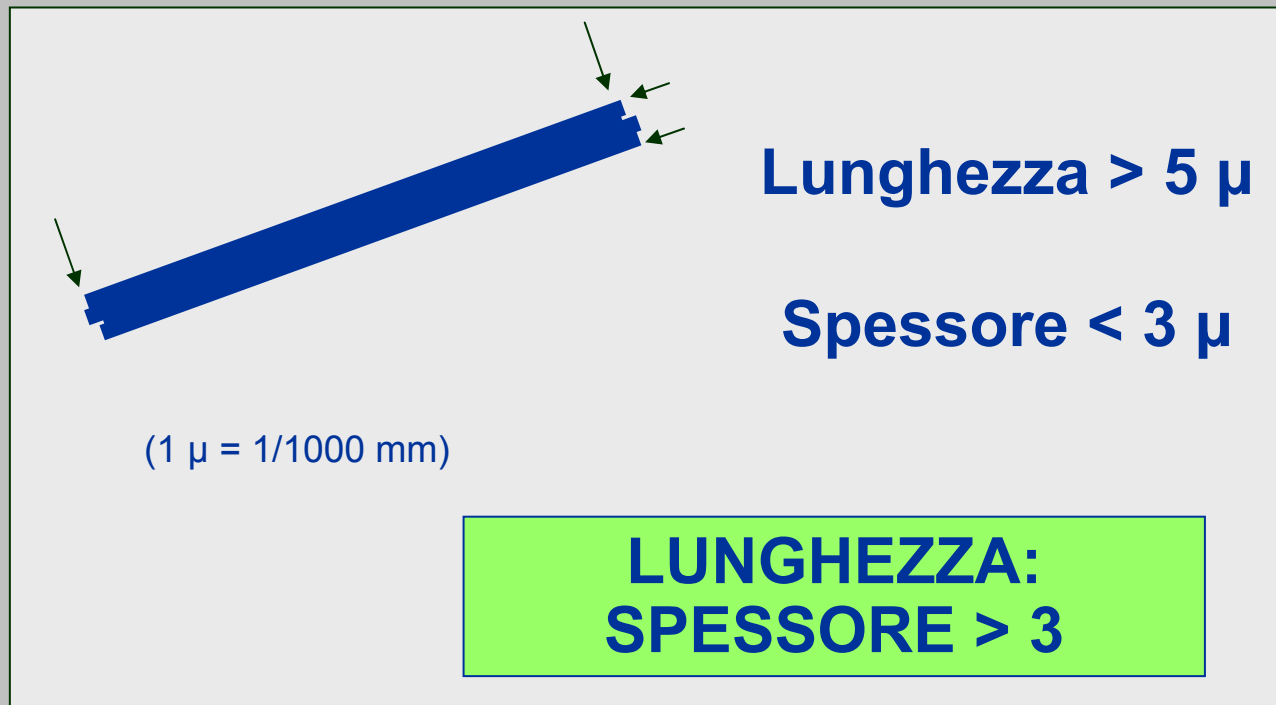 Lunghezza > 5 µ
Spessore < 3 µ
(1 µ = 1/1000 mm)
LUNGHEZZA:
SPESSORE > 3